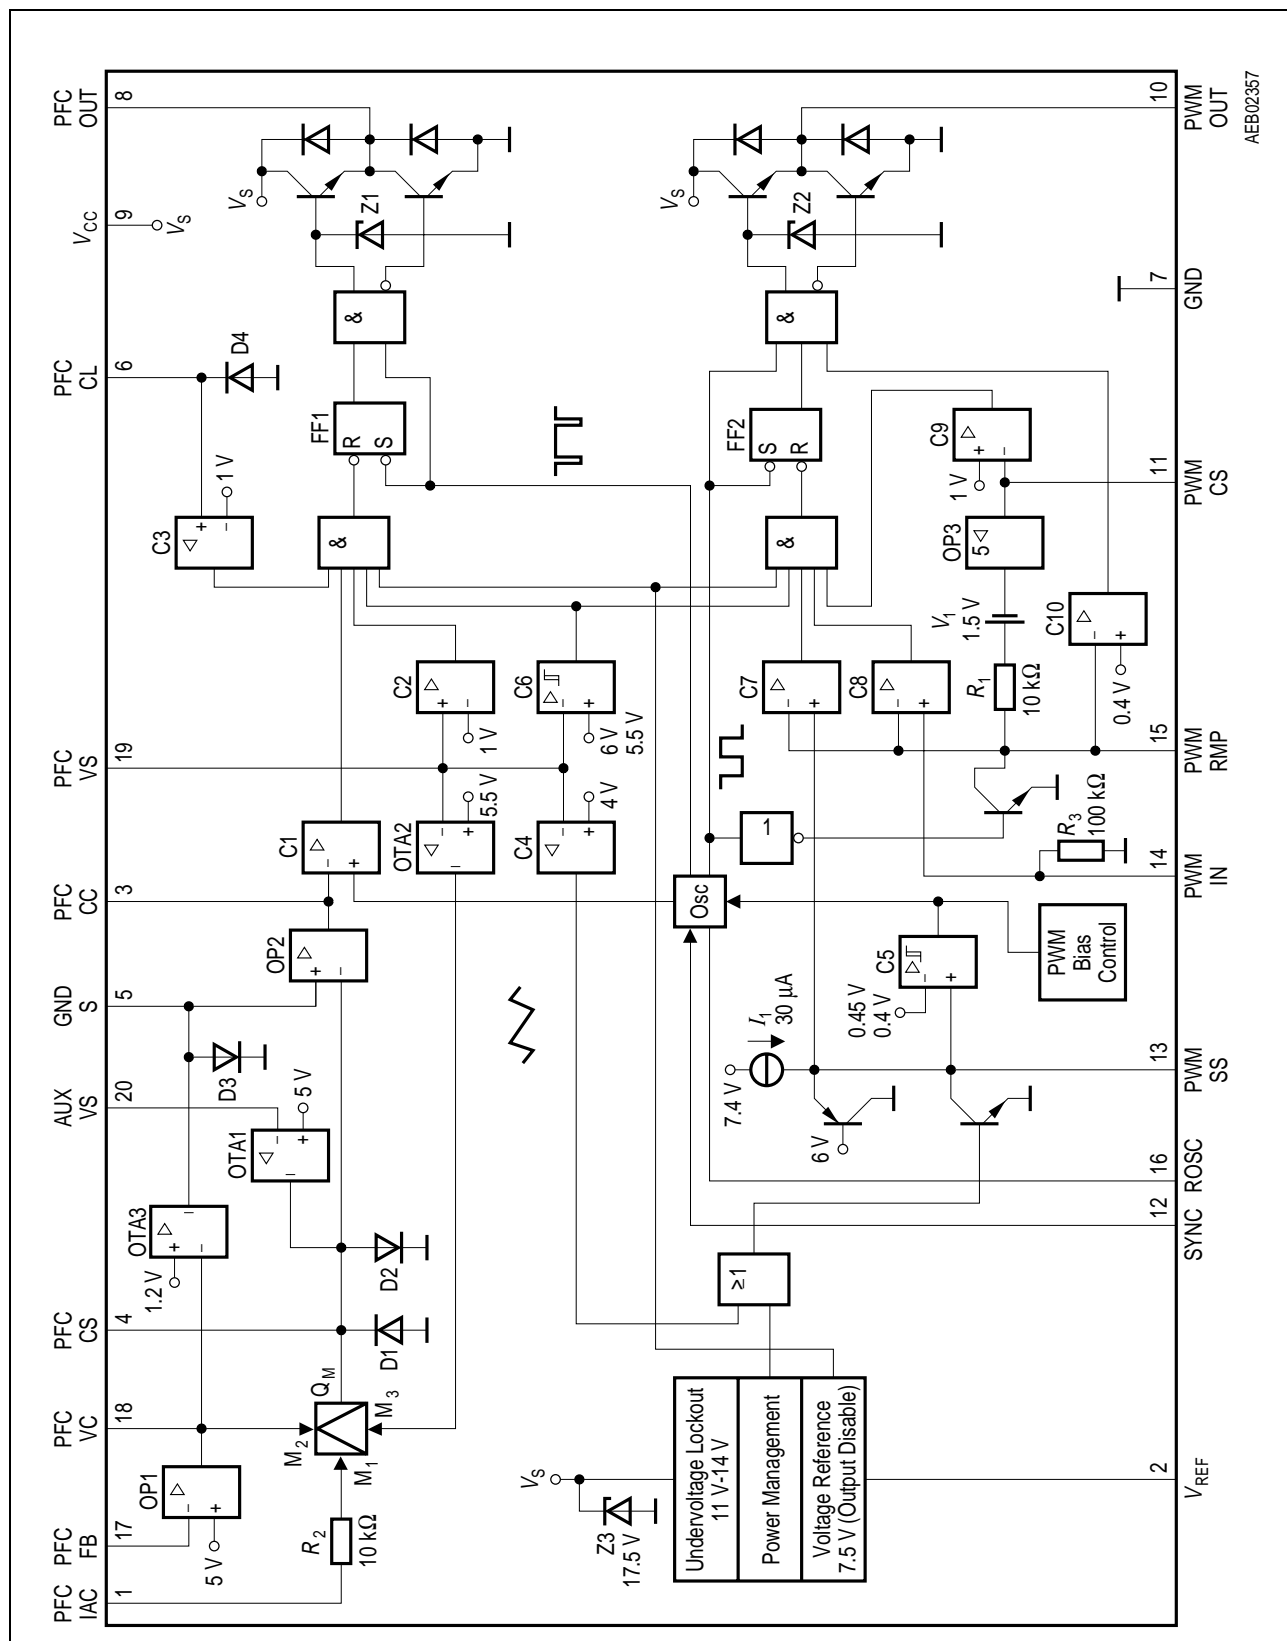 PFC
IAC
1
PFC
FB
17
PFC
VC
18
PFC
CS
4
AUX
VS
20
GND
S
5
PFC
CC
3
PFC
VS
19
PFC
CL
6
VCC
9
VS
PFC
OUT
8
OP1
−
+
5 V
R2
10 kΩ
M2
M1
M3
QM
D1
D2
OTA3
+
−
1.2 V
OTA1
−
+
5 V
D3
OP2
+
−
C1
−
+
OTA2
−
+
5.5 V
C4
−
+
4 V
C2
+
−
1 V
C6
−
+
6 V
5.5 V
C3
+
−
1 V
D4
&
FF1
R
S
&
VS
Z1
VS
Z3
17.5 V
Undervoltage Lockout
11 V-14 V
Power Management
Voltage Reference
7.5 V (Output Disable)
≥1
Osc
1
7.4 V
I1
30 µA
6 V
C5
−
+
0.45 V
0.4 V
PWM
Bias
Control
R3
100 kΩ
C7
−
+
C8
−
+
R1
10 kΩ
V1
1.5 V
OP3
5
C10
−
+
0.4 V
C9
+
−
1 V
&
FF2
S
R
&
VS
Z2
2
VREF
12
SYNC
16
ROSC
13
PWM
SS
14
PWM
IN
15
PWM
RMP
11
PWM
CS
7
GND
10
PWM
OUT
AEB02357